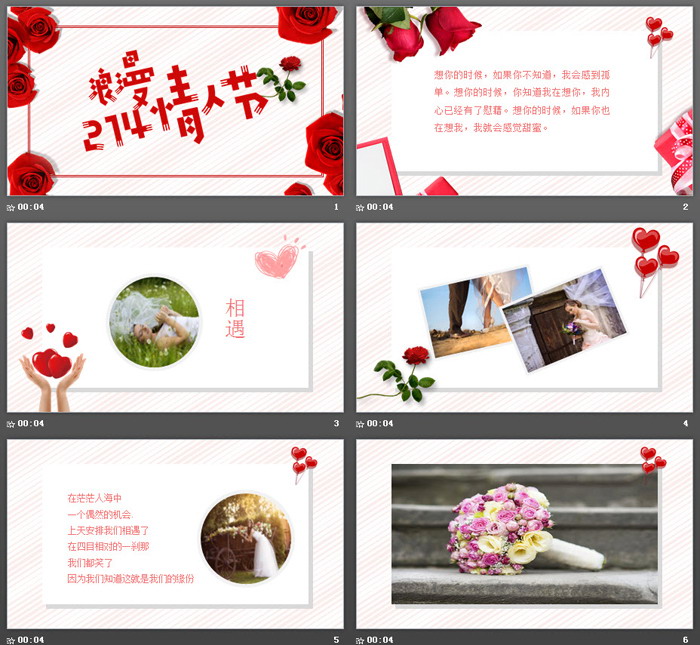 浪漫
214情人节
00:04
1
想你的时候，如果你不知道，我会感到孤
单。想你的时候，你知道我在想你，我内
心已经有了慰藉。想你的时候，如果你也
在想我，我就会感觉甜蜜。
00:04
2
相
遇
00:04
3
00:04
4
在茫茫人海中
一个偶然的机会
上天安排我们相遇了
在四目相对的一刹那
我们都笑了
因为我们知道这就是我们的缘份
00:04
5
00:04
6